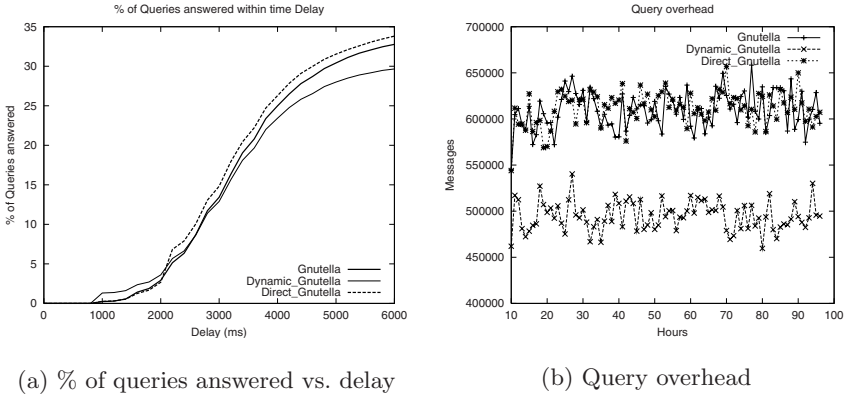 % of Queries answered within time Delay
35
30
25
20
15
10
5
0
% of Queries answered
Gnutella
Dynamic_Gnutella
Direct_Gnutella
0 1000 2000 3000 4000 5000 6000
Delay (ms)
(a) % of queries answered vs. delay
Query overhead
700000
650000
600000
550000
500000
450000
400000
Messages
Gnutella
Dynamic_Gnutella
Direct_Gnutella
10 20 30 40 50 60 70 80 90 100
Hours
(b) Query overhead